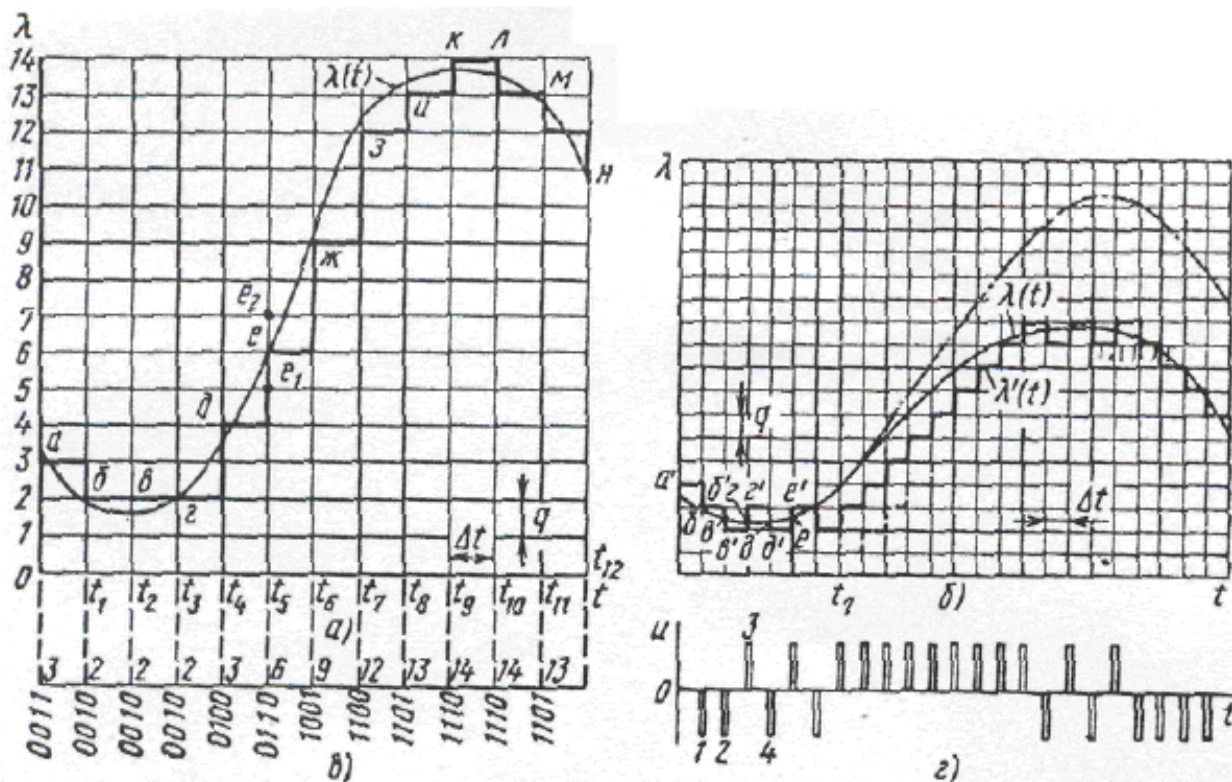 λ
К Л
14
λ(t)
М
13
и
12
З
11
Н
10
9
ж
8
e₂
7
e
6
e₁
5
д
4
а
3
б в
2
г
q
1
Δt
0
t₁₂
t₁ t₂ t₃ t₄ t₅ t₆ t₇ t₈ t₉ t₁₀ t₁₁ t
а)
3 2 2 2 3 6 9 12 13 14 14 13
0011 0010 0010 0010 0100 0110 1001 1100 1101 1110 1110 1101
в)
λ
λ(t)
λ'(t)
q
а' б'г г' е'
б в
в' д д' е
Δt
t₁ б) t
u 3
0
1 2 4
t
г)